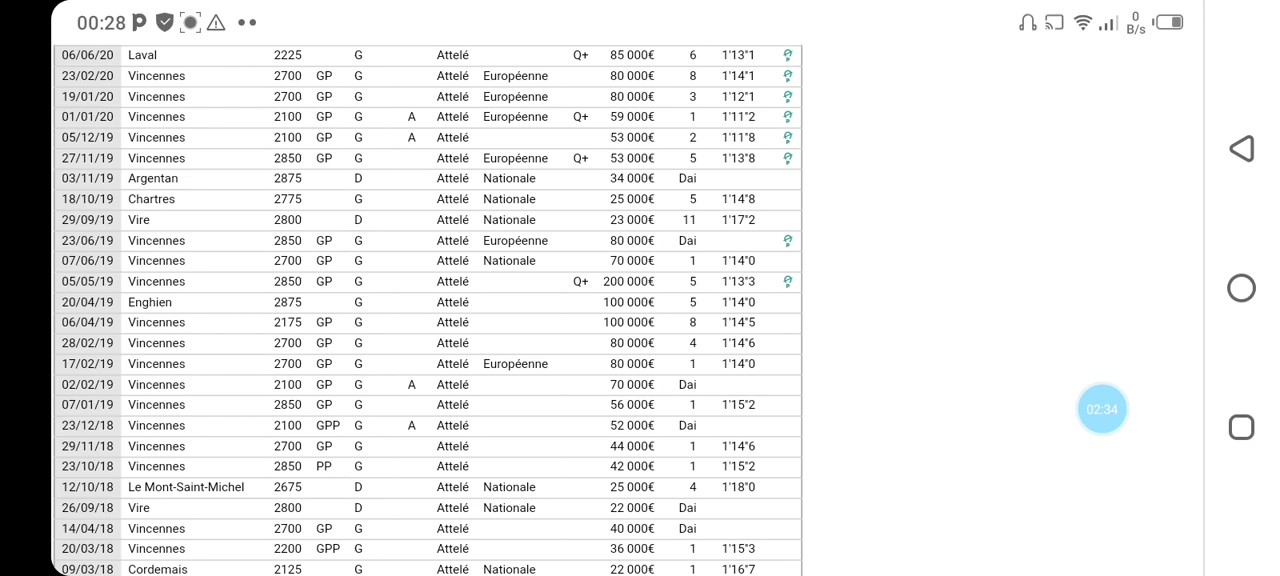 00:28
0 B/s
06/06/20 Laval 2225 G Attelé Q+ 85 000€ 6 1'13"1
23/02/20 Vincennes 2700 GP G Attelé Européenne 80 000€ 8 1'14"1
19/01/20 Vincennes 2700 GP G Attelé Européenne 80 000€ 3 1'12"1
01/01/20 Vincennes 2100 GP G A Attelé Européenne Q+ 59 000€ 1 1'11"2
05/12/19 Vincennes 2100 GP G A Attelé 53 000€ 2 1'11"8
27/11/19 Vincennes 2850 GP G Attelé Européenne Q+ 53 000€ 5 1'13"8
03/11/19 Argentan 2875 D Attelé Nationale 34 000€ Dai
18/10/19 Chartres 2775 G Attelé Nationale 25 000€ 5 1'14"8
29/09/19 Vire 2800 D Attelé Nationale 23 000€ 11 1'17"2
23/06/19 Vincennes 2850 GP G Attelé Européenne 80 000€ Dai
07/06/19 Vincennes 2700 GP G Attelé Nationale 70 000€ 1 1'14"0
05/05/19 Vincennes 2850 GP G Attelé Q+ 200 000€ 5 1'13"3
20/04/19 Enghien 2875 G Attelé 100 000€ 5 1'14"0
06/04/19 Vincennes 2175 GP G Attelé 100 000€ 8 1'14"5
28/02/19 Vincennes 2700 GP G Attelé 80 000€ 4 1'14"6
17/02/19 Vincennes 2700 GP G Attelé Européenne 80 000€ 1 1'14"0
02/02/19 Vincennes 2100 GP G A Attelé 70 000€ Dai
07/01/19 Vincennes 2850 GP G Attelé 56 000€ 1 1'15"2
23/12/18 Vincennes 2100 GPP G A Attelé 52 000€ Dai
02:34
29/11/18 Vincennes 2700 GP G Attelé 44 000€ 1 1'14"6
23/10/18 Vincennes 2850 PP G Attelé 42 000€ 1 1'15"2
12/10/18 Le Mont-Saint-Michel 2675 D Attelé Nationale 25 000€ 4 1'18"0
26/09/18 Vire 2800 D Attelé Nationale 22 000€ Dai
14/04/18 Vincennes 2700 GP G Attelé 40 000€ Dai
20/03/18 Vincennes 2200 GPP G Attelé 36 000€ 1 1'15"3
09/03/18 Cordemais 2125 G Attelé Nationale 22 000€ 1 1'16"7